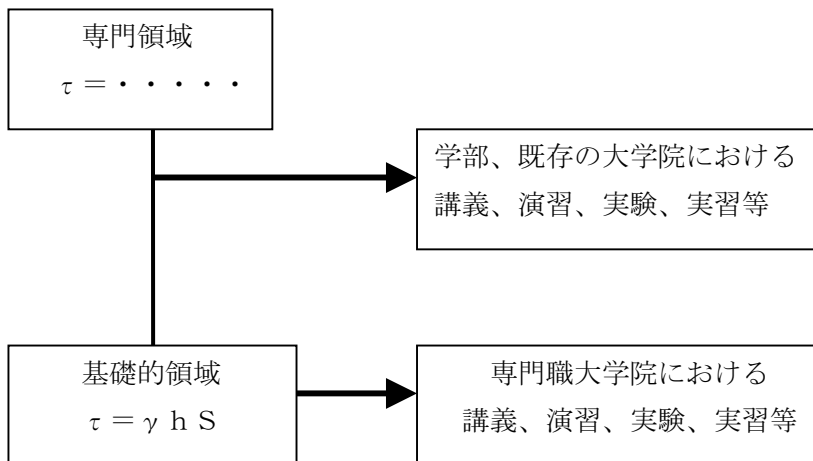 専門領域
τ＝・・・・・
学部、既存の大学院における
講義、演習、実験、実習等
基礎的領域
τ＝γｈＳ
専門職大学院における
講義、演習、実験、実習等